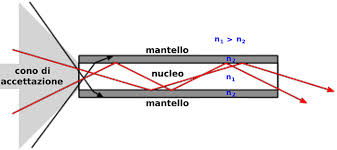 n₁ > n₂
mantello
n₂
cono di
accettazione
nucleo
n₁
n₂
mantello